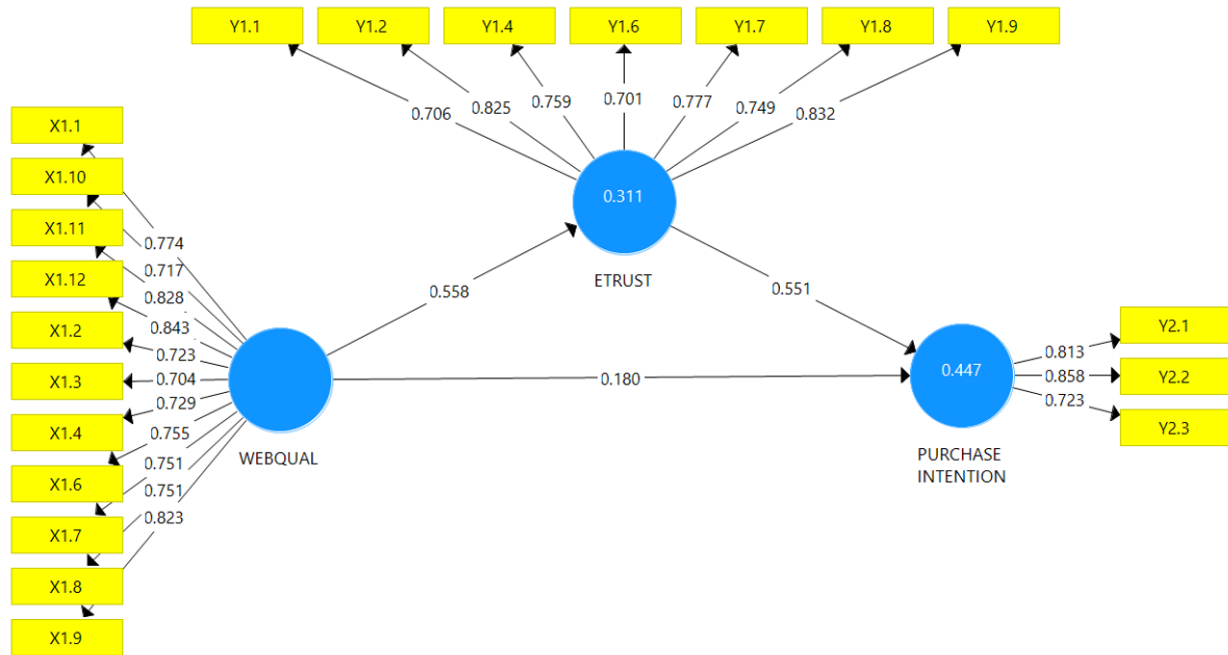 Y1.1 Y1.2 Y1.4 Y1.6 Y1.7 Y1.8 Y1.9
0.706 0.825 0.759 0.701 0.777 0.749 0.832
X1.1
X1.10
X1.11
X1.12
X1.2
X1.3
X1.4
X1.6
X1.7
X1.8
X1.9
0.774
0.717
0.828
0.843
0.723
0.704
0.729
0.755
0.751
0.751
0.823
WEBQUAL
0.558
0.311
ETRUST
0.551
0.180
0.447
PURCHASE
INTENTION
0.813
0.858
0.723
Y2.1
Y2.2
Y2.3